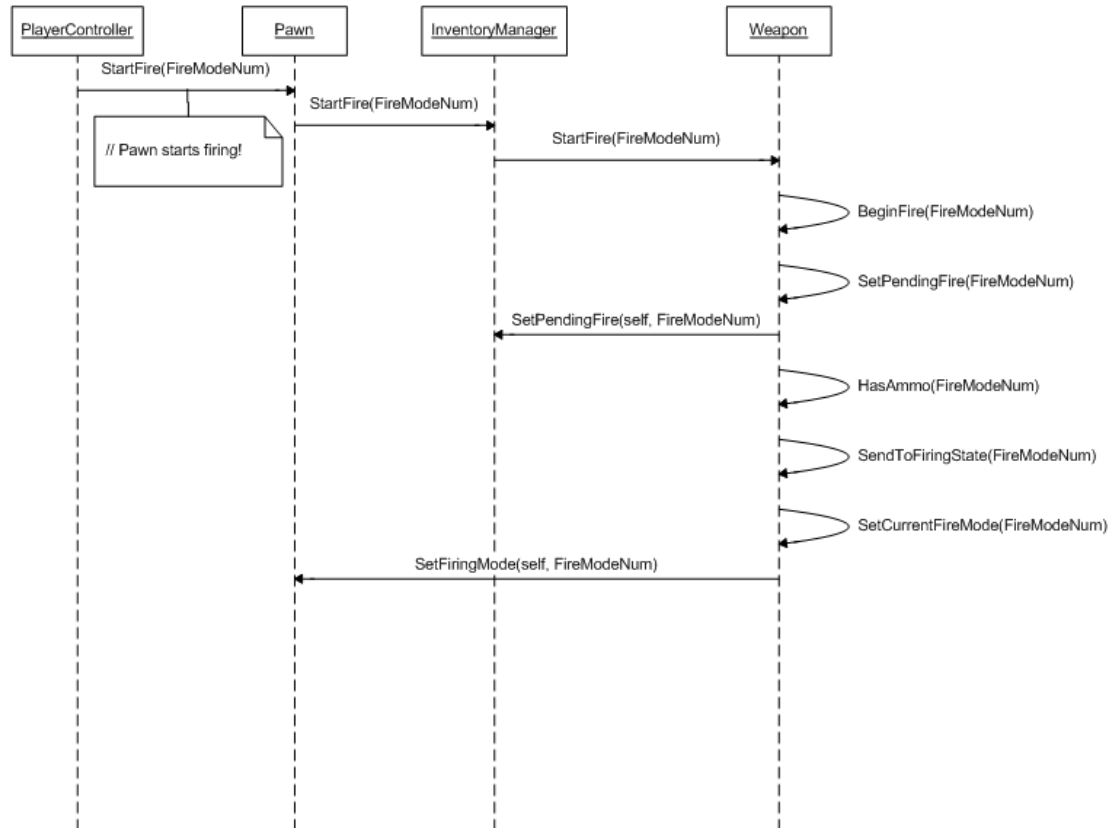 PlayerController
Pawn
InventoryManager
Weapon
StartFire(FireModeNum)
StartFire(FireModeNum)
// Pawn starts firing!
StartFire(FireModeNum)
BeginFire(FireModeNum)
SetPendingFire(FireModeNum)
SetPendingFire(self, FireModeNum)
HasAmmo(FireModeNum)
SendToFiringState(FireModeNum)
SetCurrentFireMode(FireModeNum)
SetFiringMode(self, FireModeNum)